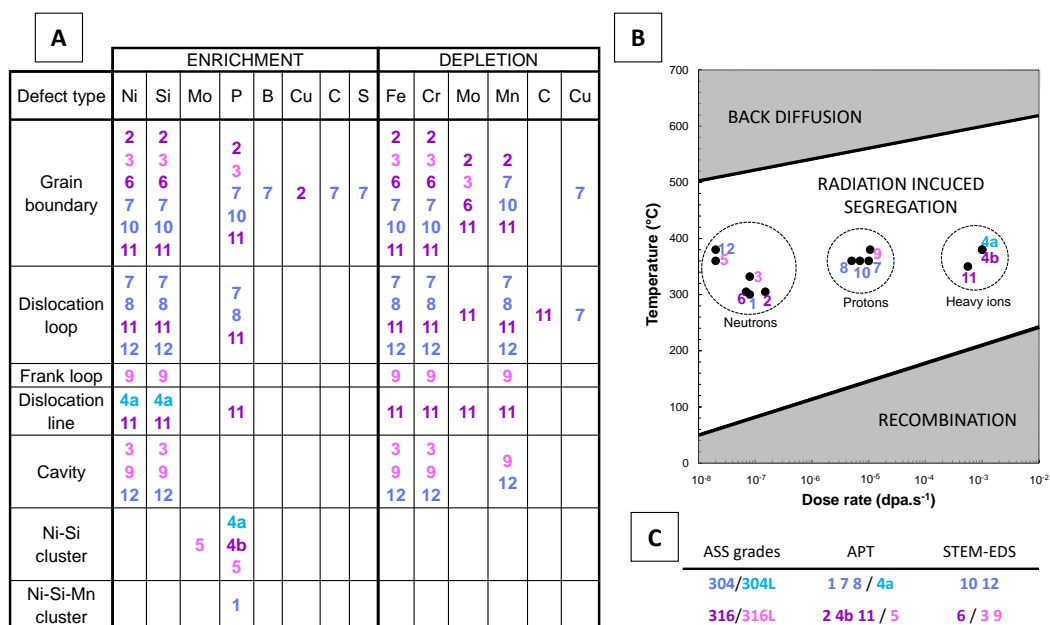 A
ENRICHMENT DEPLETION
Defect type Ni Si Mo P B Cu C S Fe Cr Mo Mn C Cu
Grain boundary
2 3 6 7 10 11
2 3 6 7 10 11
2 3 7 10 11
7
2
7
7
2 3 6 7 10 11
2 3 6 7 10 11
2 3 6 11
2 7 10 11
7
Dislocation loop
7 8 11 12
7 8 11 12
7 8 11
7 8 11 12
7 8 11 12
11
7 8 11 12
11
7
Frank loop 9 9 9 9 9
Dislocation line
4a 11
4a 11
11
11
11
11
11
Cavity
3 9 12
3 9 12
3 9 12
3 9 12
9 12
Ni-Si cluster
5
4a 4b 5
Ni-Si-Mn cluster
1
B
Temperature (°C)
700
600
500
400
300
200
100
0
BACK DIFFUSION
RADIATION INCUCED
SEGREGATION
12
5
3
6
1
2
Neutrons
9
8
10
7
Protons
4a
4b
11
Heavy ions
RECOMBINATION
10-8 10-7 10-6 10-5 10-4 10-3 10-2
Dose rate (dpa.s-1)
C
ASS grades APT STEM-EDS
304/304L 1 7 8 / 4a 10 12
316/316L 2 4b 11 / 5 6 / 3 9